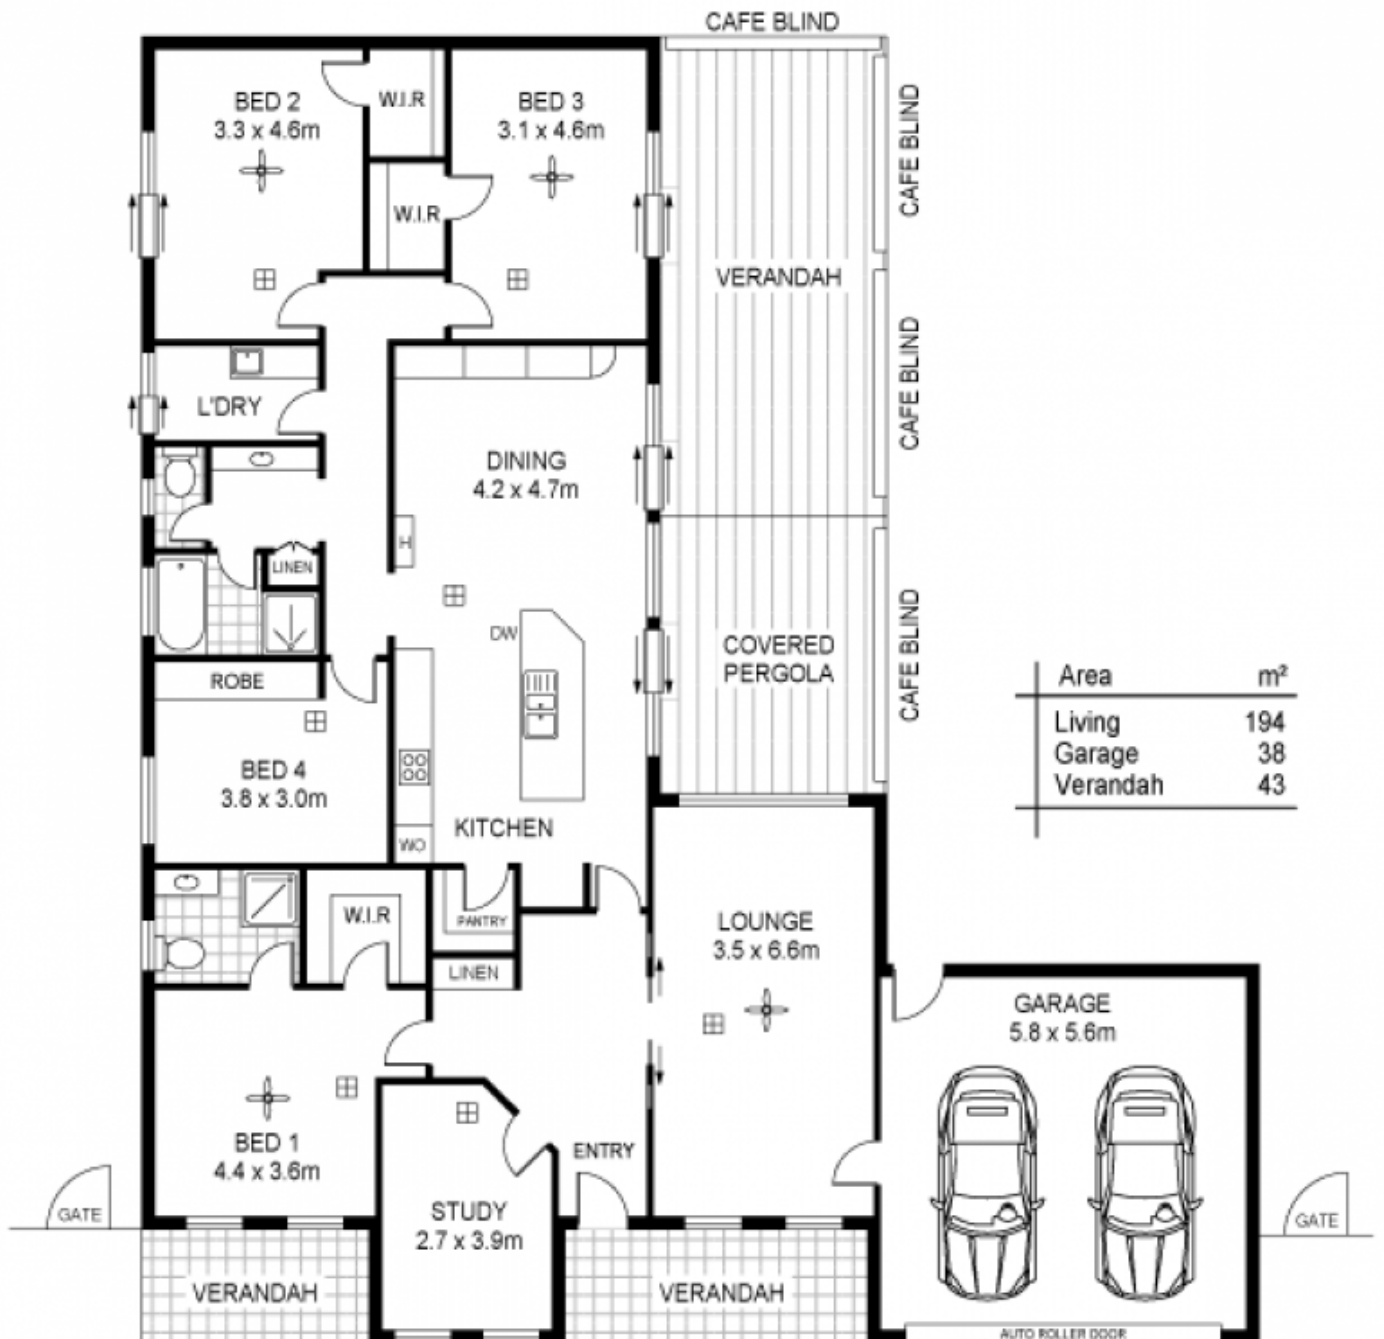 CAFE BLIND
BED 2
3.3 x 4.6m
W.I.R
BED 3
3.1 x 4.6m
CAFE BLIND
W.I.R
VERANDAH
CAFE BLIND
L'DRY
DINING
4.2 x 4.7m
H
LINEN
DW
COVERED
PERGOLA
CAFE BLIND
ROBE
BED 4
3.8 x 3.0m
KITCHEN
WO
Area m²
Living 194
Garage 38
Verandah 43
W.I.R
PANTRY
LINEN
LOUNGE
3.5 x 6.6m
GARAGE
5.8 x 5.6m
BED 1
4.4 x 3.6m
ENTRY
STUDY
2.7 x 3.9m
GATE
GATE
VERANDAH
VERANDAH
AUTO ROLLER DOOR